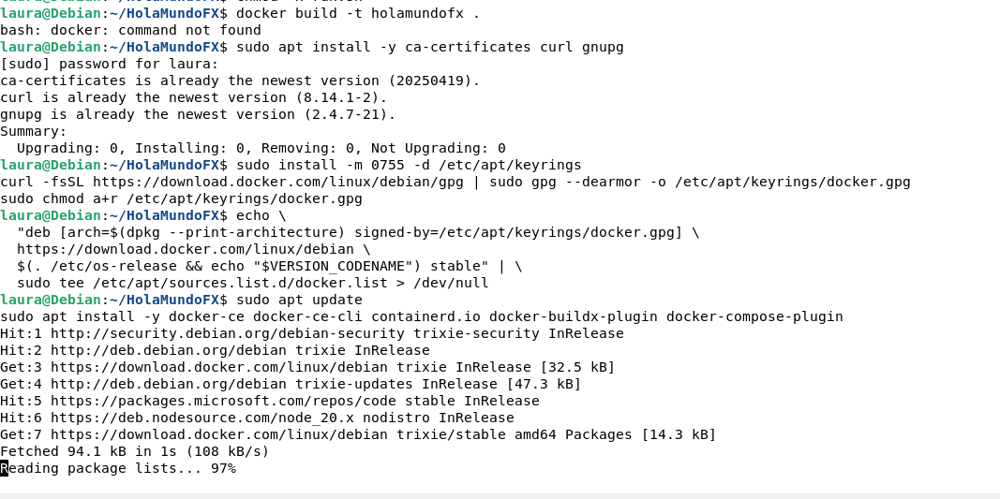 laura@Debian:~/HolaMundoFX$ docker build -t holamundofx .
bash: docker: command not found
laura@Debian:~/HolaMundoFX$ sudo apt install -y ca-certificates curl gnupg
[sudo] password for laura:
ca-certificates is already the newest version (20250419).
curl is already the newest version (8.14.1-2).
gnupg is already the newest version (2.4.7-21).
Summary:
  Upgrading: 0, Installing: 0, Removing: 0, Not Upgrading: 0
laura@Debian:~/HolaMundoFX$ sudo install -m 0755 -d /etc/apt/keyrings
curl -fsSL https://download.docker.com/linux/debian/gpg | sudo gpg --dearmor -o /etc/apt/keyrings/docker.gpg
sudo chmod a+r /etc/apt/keyrings/docker.gpg
laura@Debian:~/HolaMundoFX$ echo \
  "deb [arch=$(dpkg --print-architecture) signed-by=/etc/apt/keyrings/docker.gpg] \
  https://download.docker.com/linux/debian \
  $(. /etc/os-release && echo "$VERSION_CODENAME") stable" | \
  sudo tee /etc/apt/sources.list.d/docker.list > /dev/null
laura@Debian:~/HolaMundoFX$ sudo apt update
sudo apt install -y docker-ce docker-ce-cli containerd.io docker-buildx-plugin docker-compose-plugin
Hit:1 http://security.debian.org/debian-security trixie-security InRelease
Hit:2 http://deb.debian.org/debian trixie InRelease
Get:3 https://download.docker.com/linux/debian trixie InRelease [32.5 kB]
Get:4 http://deb.debian.org/debian trixie-updates InRelease [47.3 kB]
Hit:5 https://packages.microsoft.com/repos/code stable InRelease
Hit:6 https://deb.nodesource.com/node_20.x nodistro InRelease
Get:7 https://download.docker.com/linux/debian trixie/stable amd64 Packages [14.3 kB]
Fetched 94.1 kB in 1s (108 kB/s)
Reading package lists... 97%